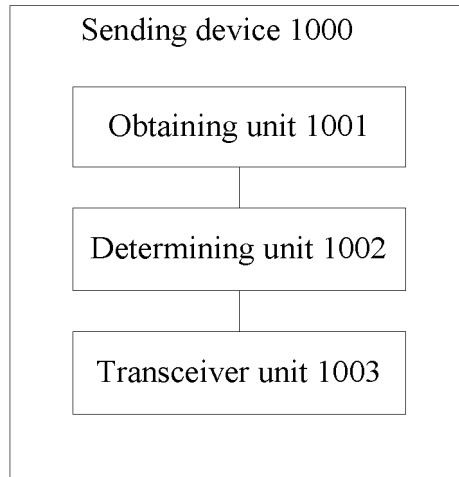 Sending device 1000
Obtaining unit 1001
Determining unit 1002
Transceiver unit 1003